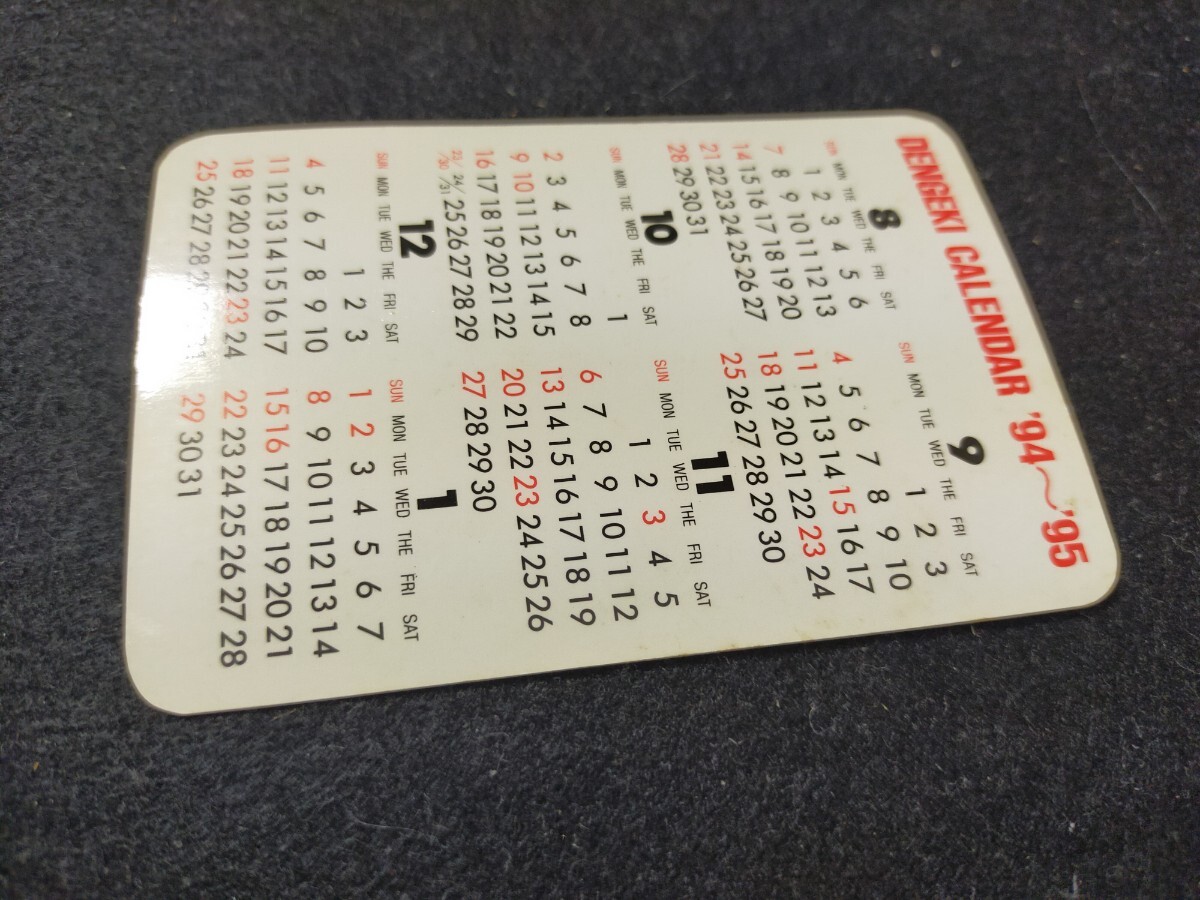 DENGEKI CALENDAR '94～'95
8
SUN MON TUE WED THE FRI SAT
1 2 3 4 5 6
7 8 9 10 11 12 13
14 15 16 17 18 19 20
21 22 23 24 25 26 27
28 29 30 31
9
SUN MON TUE WED THE FRI SAT
1 2 3
4 5 6 7 8 9 10
11 12 13 14 15 16 17
18 19 20 21 22 23 24
25 26 27 28 29 30
10
SUN MON TUE WED THE FRI SAT
1
2 3 4 5 6 7 8
9 10 11 12 13 14 15
16 17 18 19 20 21 22
23/30 24/31 25 26 27 28 29
11
SUN MON TUE WED THE FRI SAT
1 2 3 4 5
6 7 8 9 10 11 12
13 14 15 16 17 18 19
20 21 22 23 24 25 26
27 28 29 30
12
SUN MON TUE WED THE FRI SAT
1 2 3
4 5 6 7 8 9 10
11 12 13 14 15 16 17
18 19 20 21 22 23 24
25 26 27 28
1
SUN MON TUE WED THE FRI SAT
1 2 3 4 5 6 7
8 9 10 11 12 13 14
15 16 17 18 19 20 21
22 23 24 25 26 27 28
29 30 31